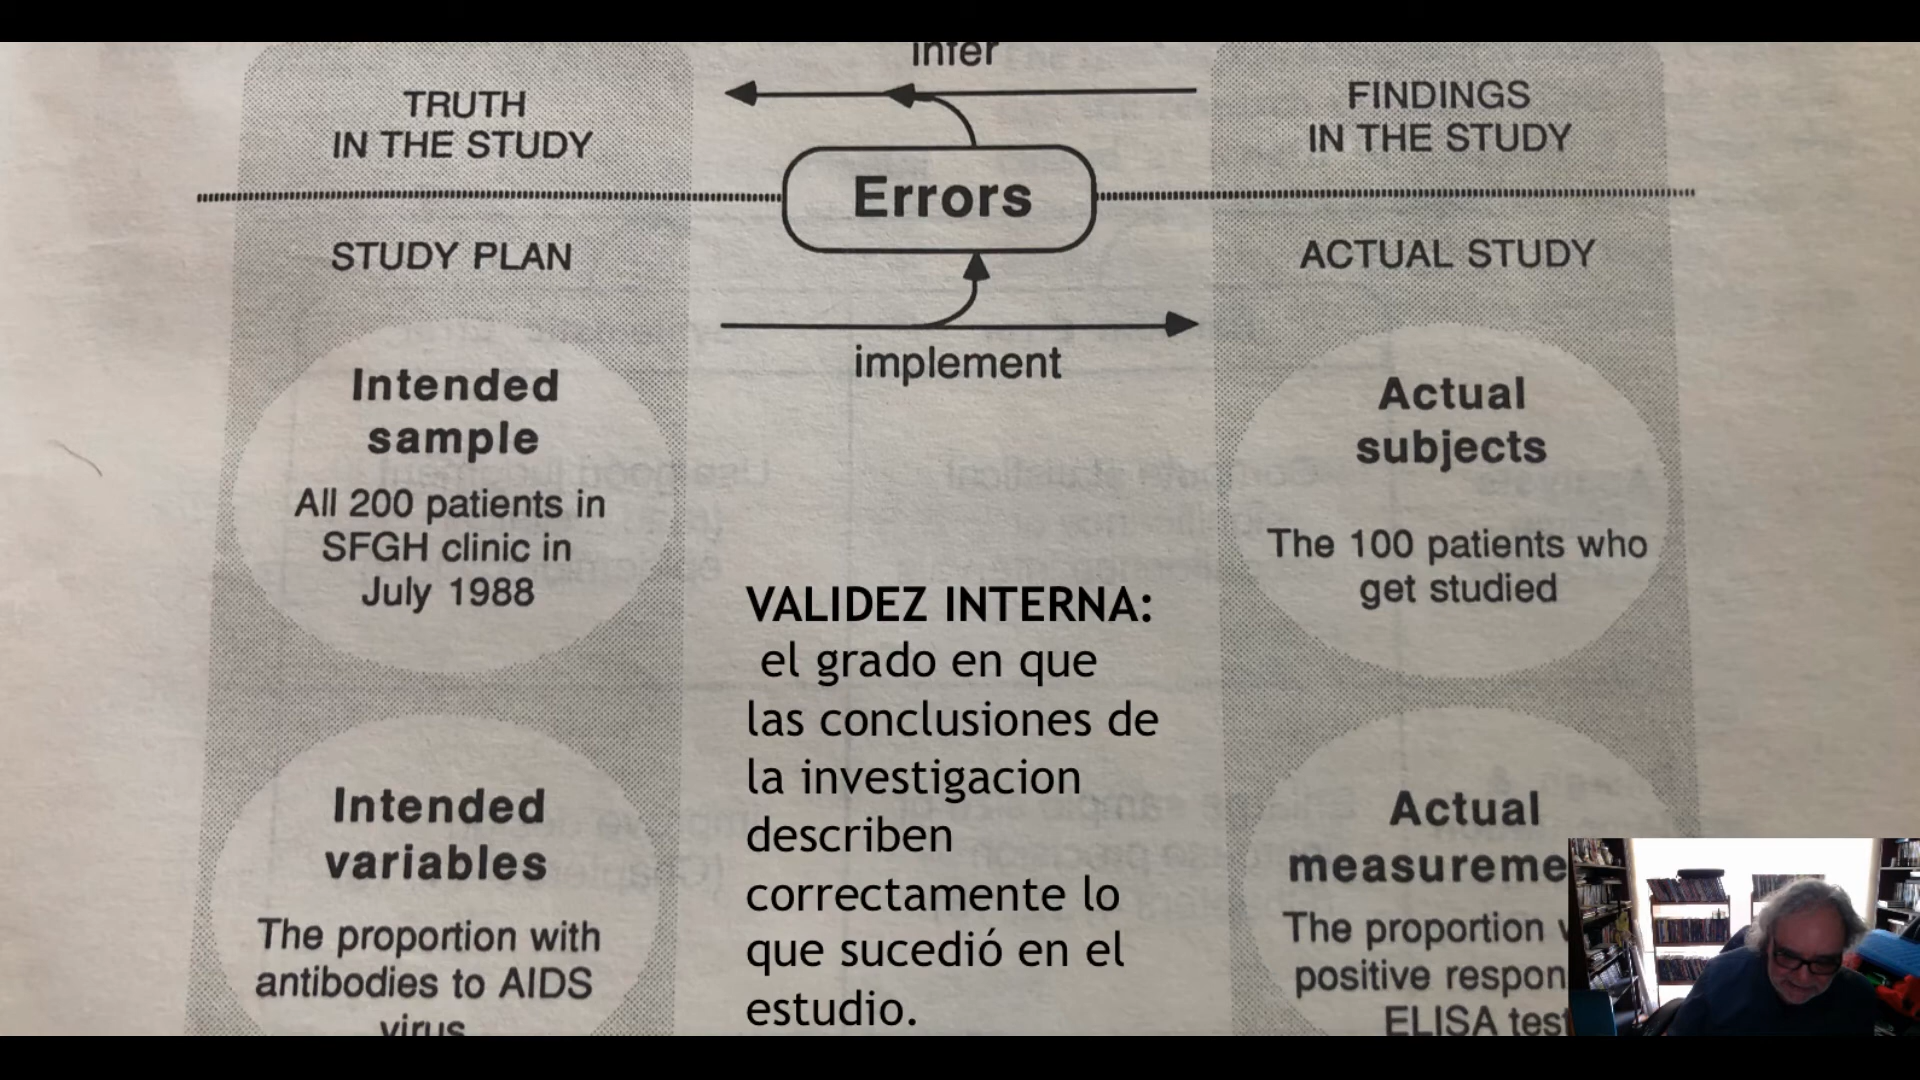 infer
TRUTH
IN THE STUDY
FINDINGS
IN THE STUDY
Errors
STUDY PLAN
ACTUAL STUDY
implement
Intended
sample
All 200 patients in
SFGH clinic in
July 1988
Actual
subjects
The 100 patients who
get studied
VALIDEZ INTERNA:
el grado en que
las conclusiones de
la investigacion
describen
correctamente lo
que sucedió en el
estudio.
Intended
variables
The proportion with
antibodies to AIDS
virus
Actual
The proportion
positive
ELISA test